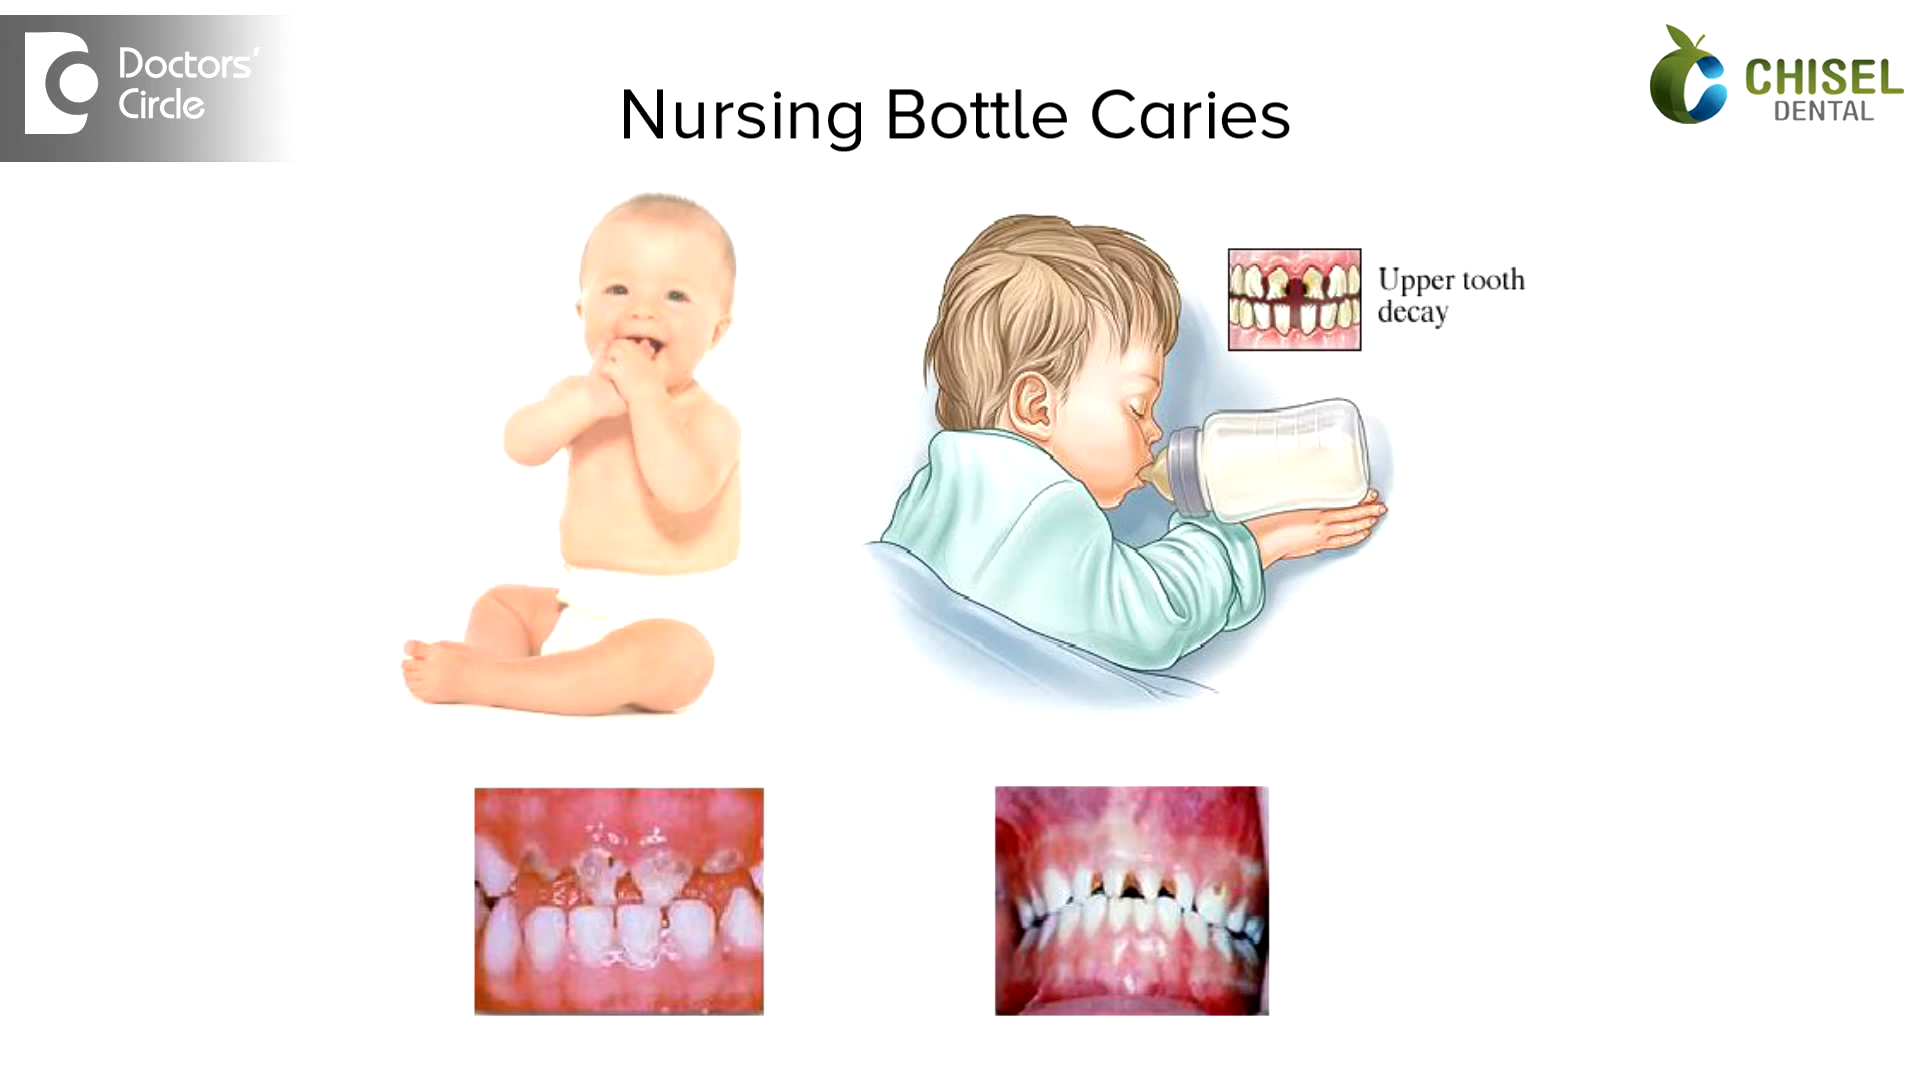 Doctors'
Circle
Nursing Bottle Caries
CHISEL
DENTAL
Upper tooth
decay